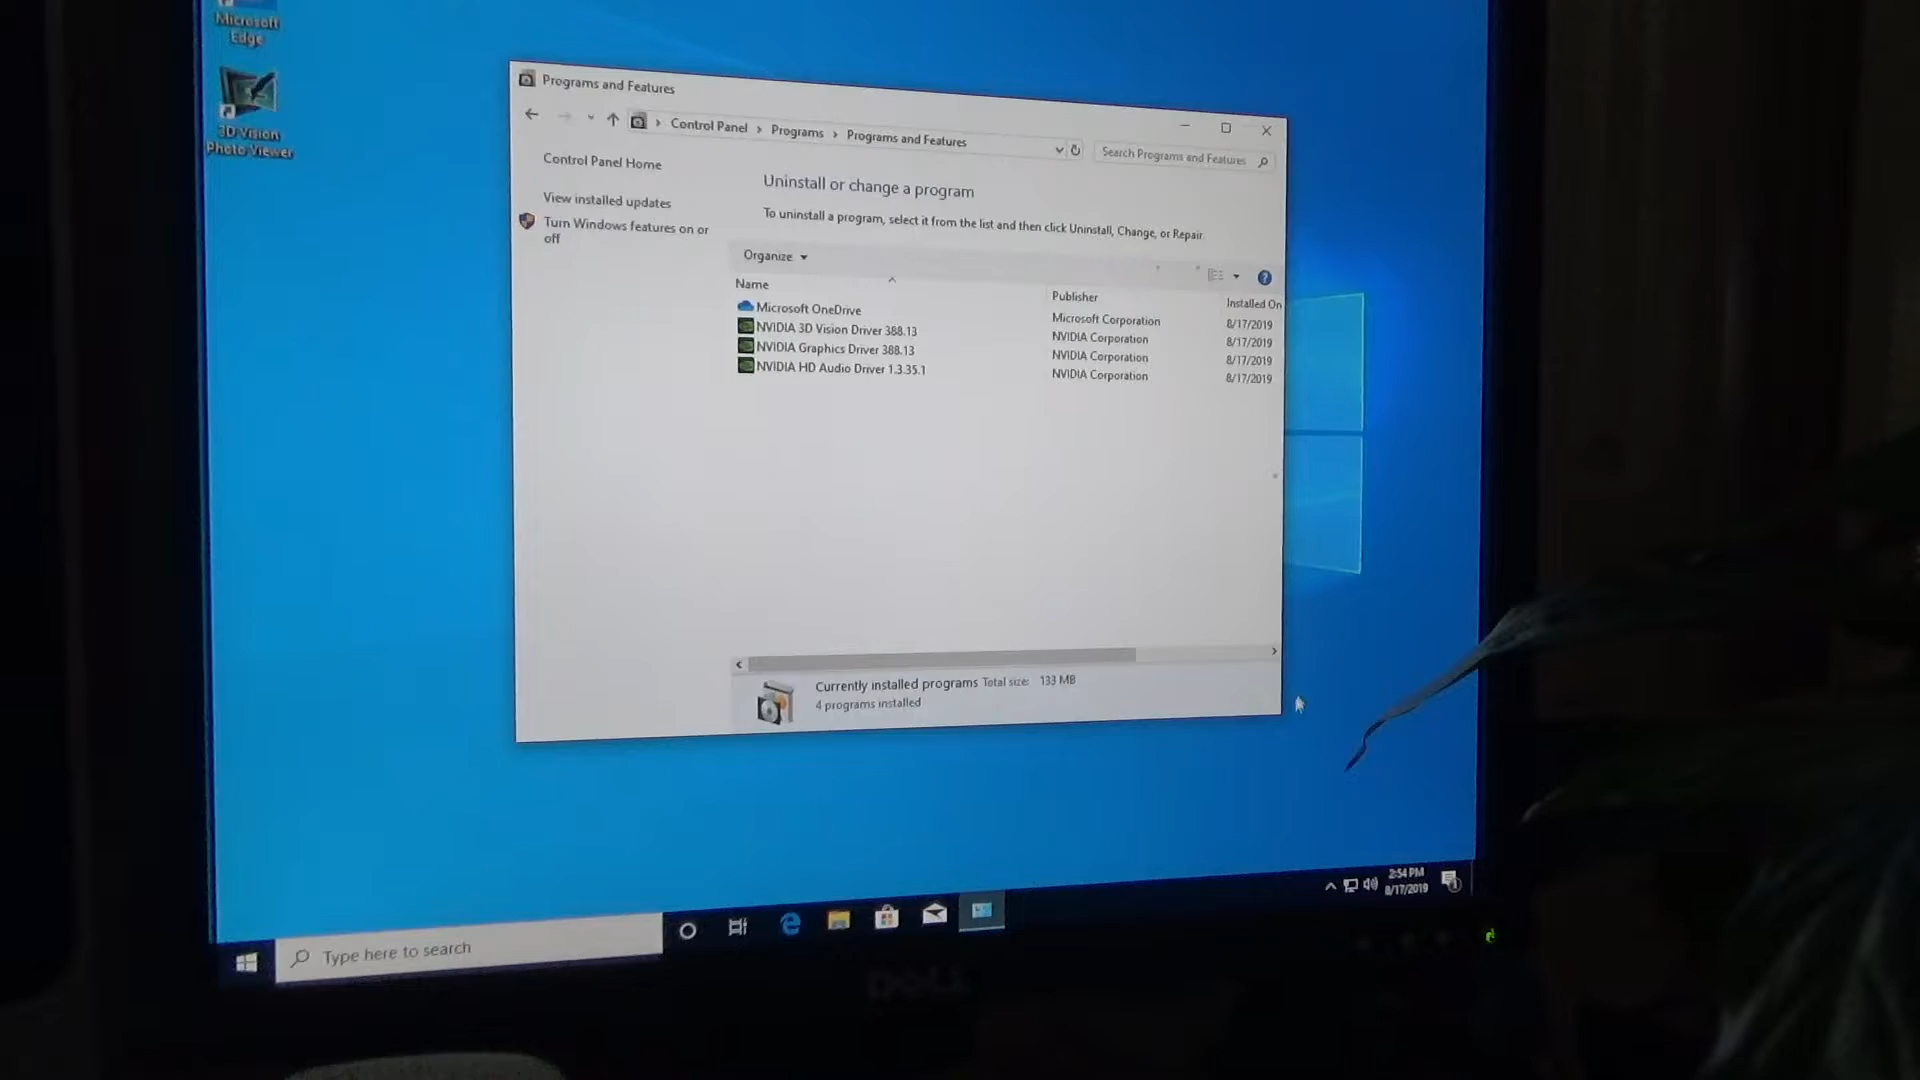 Microsoft
Edge
3D Vision
Photo Viewer
Programs and Features
Control Panel > Programs > Programs and Features
Search Programs and Features
Control Panel Home
View installed updates
Turn Windows features on or
off
Uninstall or change a program
To uninstall a program, select it from the list and then click Uninstall, Change, or Repair.
Organize
Name Publisher Installed On
Microsoft OneDrive Microsoft Corporation 8/17/2019
NVIDIA 3D Vision Driver 388.13 NVIDIA Corporation 8/17/2019
NVIDIA Graphics Driver 388.13 NVIDIA Corporation 8/17/2019
NVIDIA HD Audio Driver 1.3.35.1 NVIDIA Corporation 8/17/2019
Currently installed programs Total size: 133 MB
4 programs installed
Type here to search
2:54 PM
8/17/2019
1
DELL